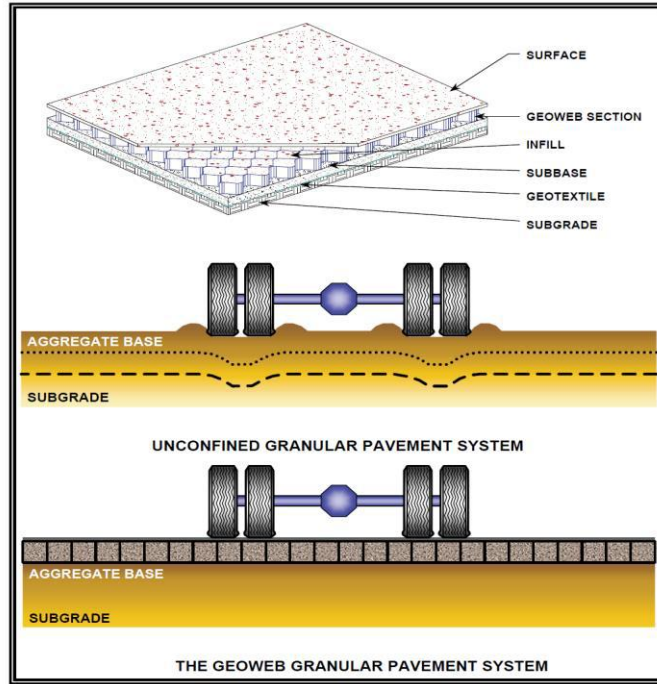 SURFACE
GEOWEB SECTION
INFILL
SUBBASE
GEOTEXTILE
SUBGRADE
AGGREGATE BASE
SUBGRADE
UNCONFINED GRANULAR PAVEMENT SYSTEM
AGGREGATE BASE
SUBGRADE
THE GEOWEB GRANULAR PAVEMENT SYSTEM